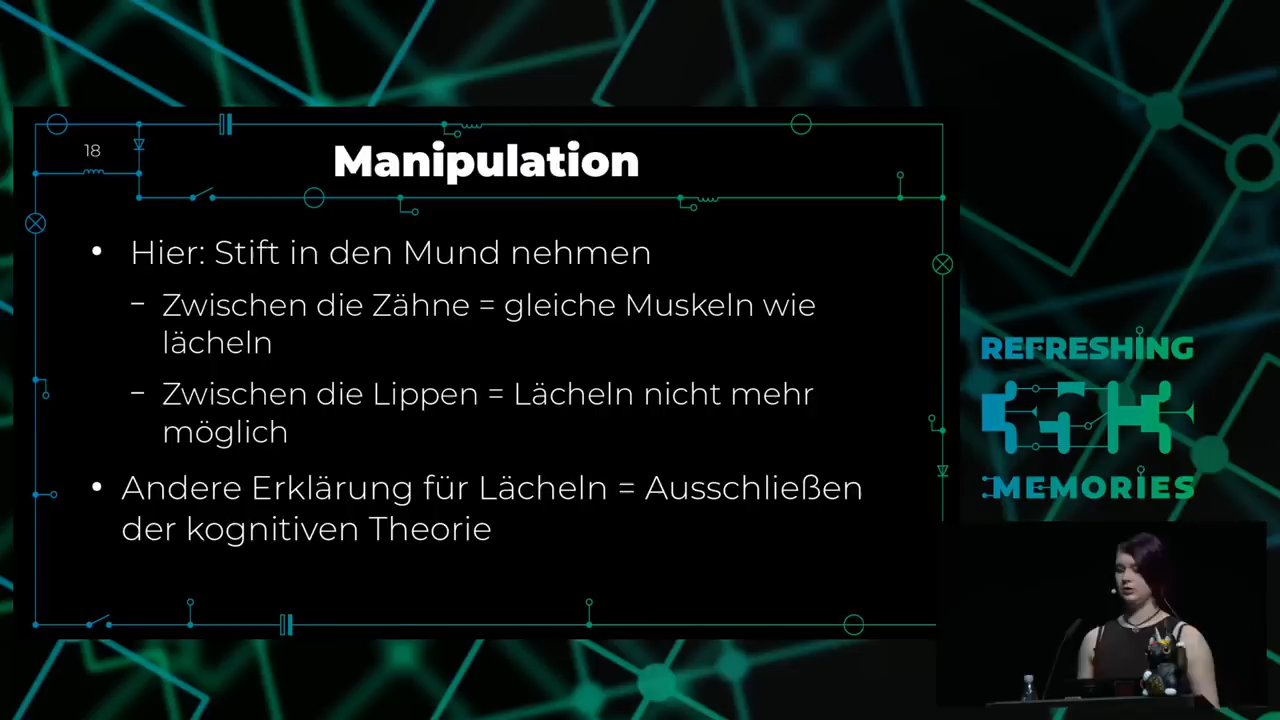 18
Manipulation
• Hier: Stift in den Mund nehmen
– Zwischen die Zähne = gleiche Muskeln wie
lächeln
– Zwischen die Lippen = Lächeln nicht mehr
möglich
• Andere Erklärung für Lächeln = Ausschließen
der kognitiven Theorie
REFRESHING
MEMORIES